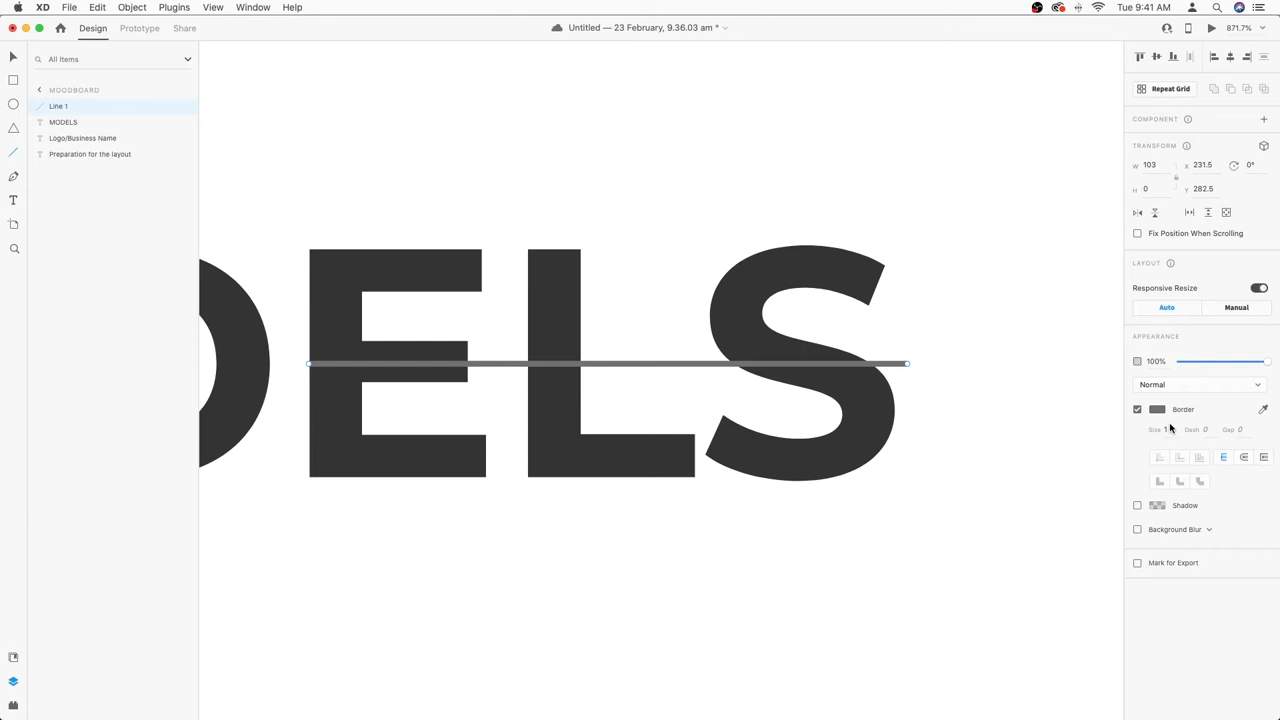 XD File Edit Object Plugins View Window Help Tue 9:41 AM
Design Prototype Share Untitled — 23 February, 9.36.03 am * 871.7%
All Items
MOODBOARD
Line 1
MODELS
Logo/Business Name
Preparation for the layout
DELS
Repeat Grid
COMPONENT
TRANSFORM
W 103 X 231.5 0°
H 0 Y 282.5
Fix Position When Scrolling
LAYOUT
Responsive Resize
Auto Manual
APPEARANCE
100%
Normal
Border
Size 1 Dash 0 Gap 0
Shadow
Background Blur
Mark for Export